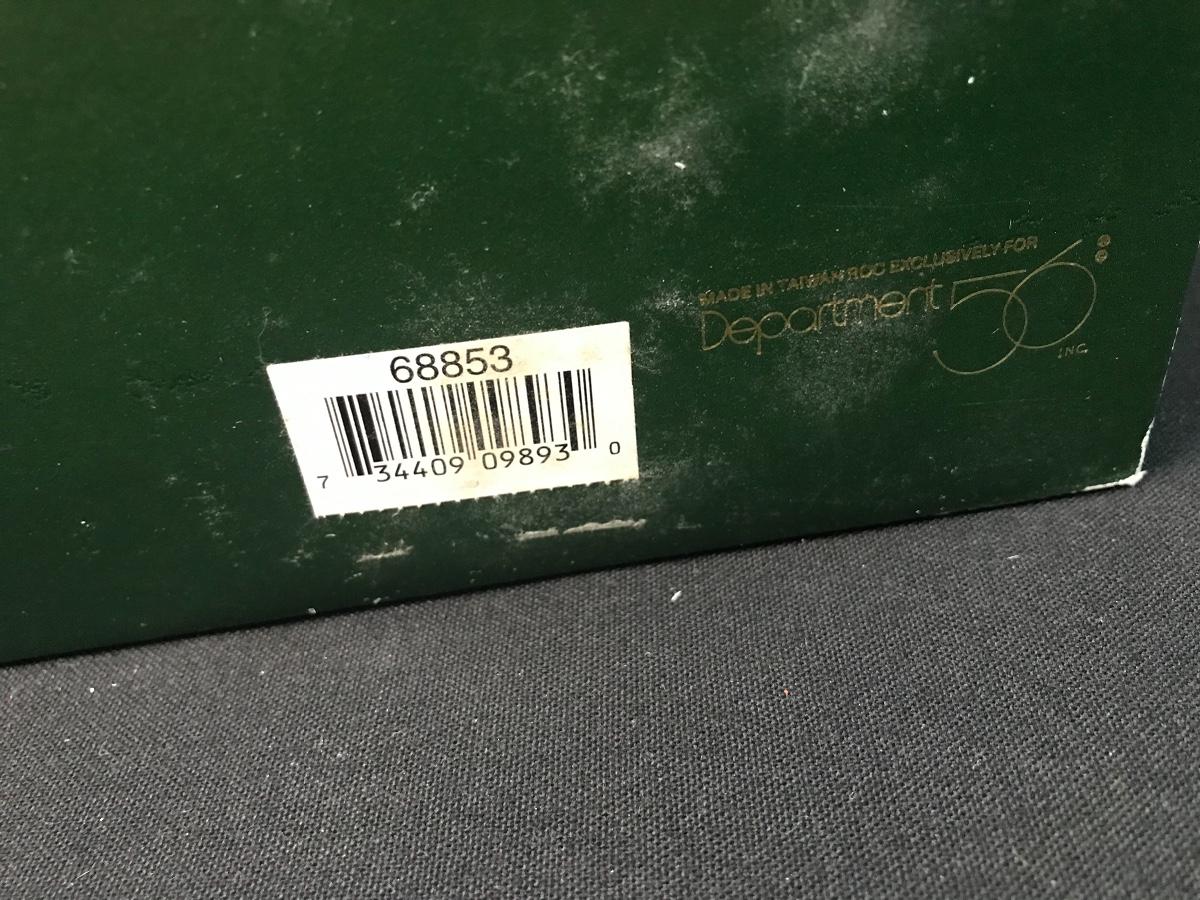 MADE IN TAIWAN ROC EXCLUSIVELY FOR
Department 56
INC.
68853
7 34409 09893 0